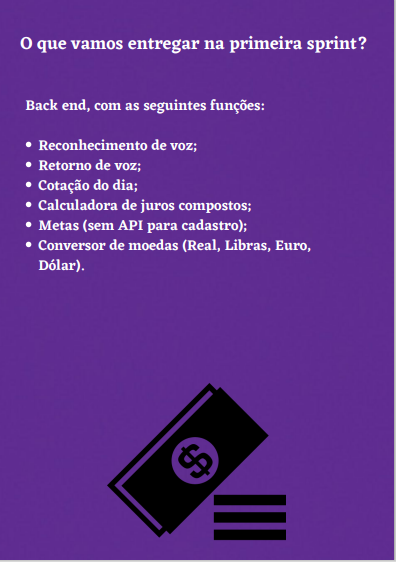 O que vamos entregar na primeira sprint?
Back end, com as seguintes funções:
• Reconhecimento de voz;
• Retorno de voz;
• Cotação do dia;
• Calculadora de juros compostos;
• Metas (sem API para cadastro);
• Conversor de moedas (Real, Libras, Euro,
Dólar).
$